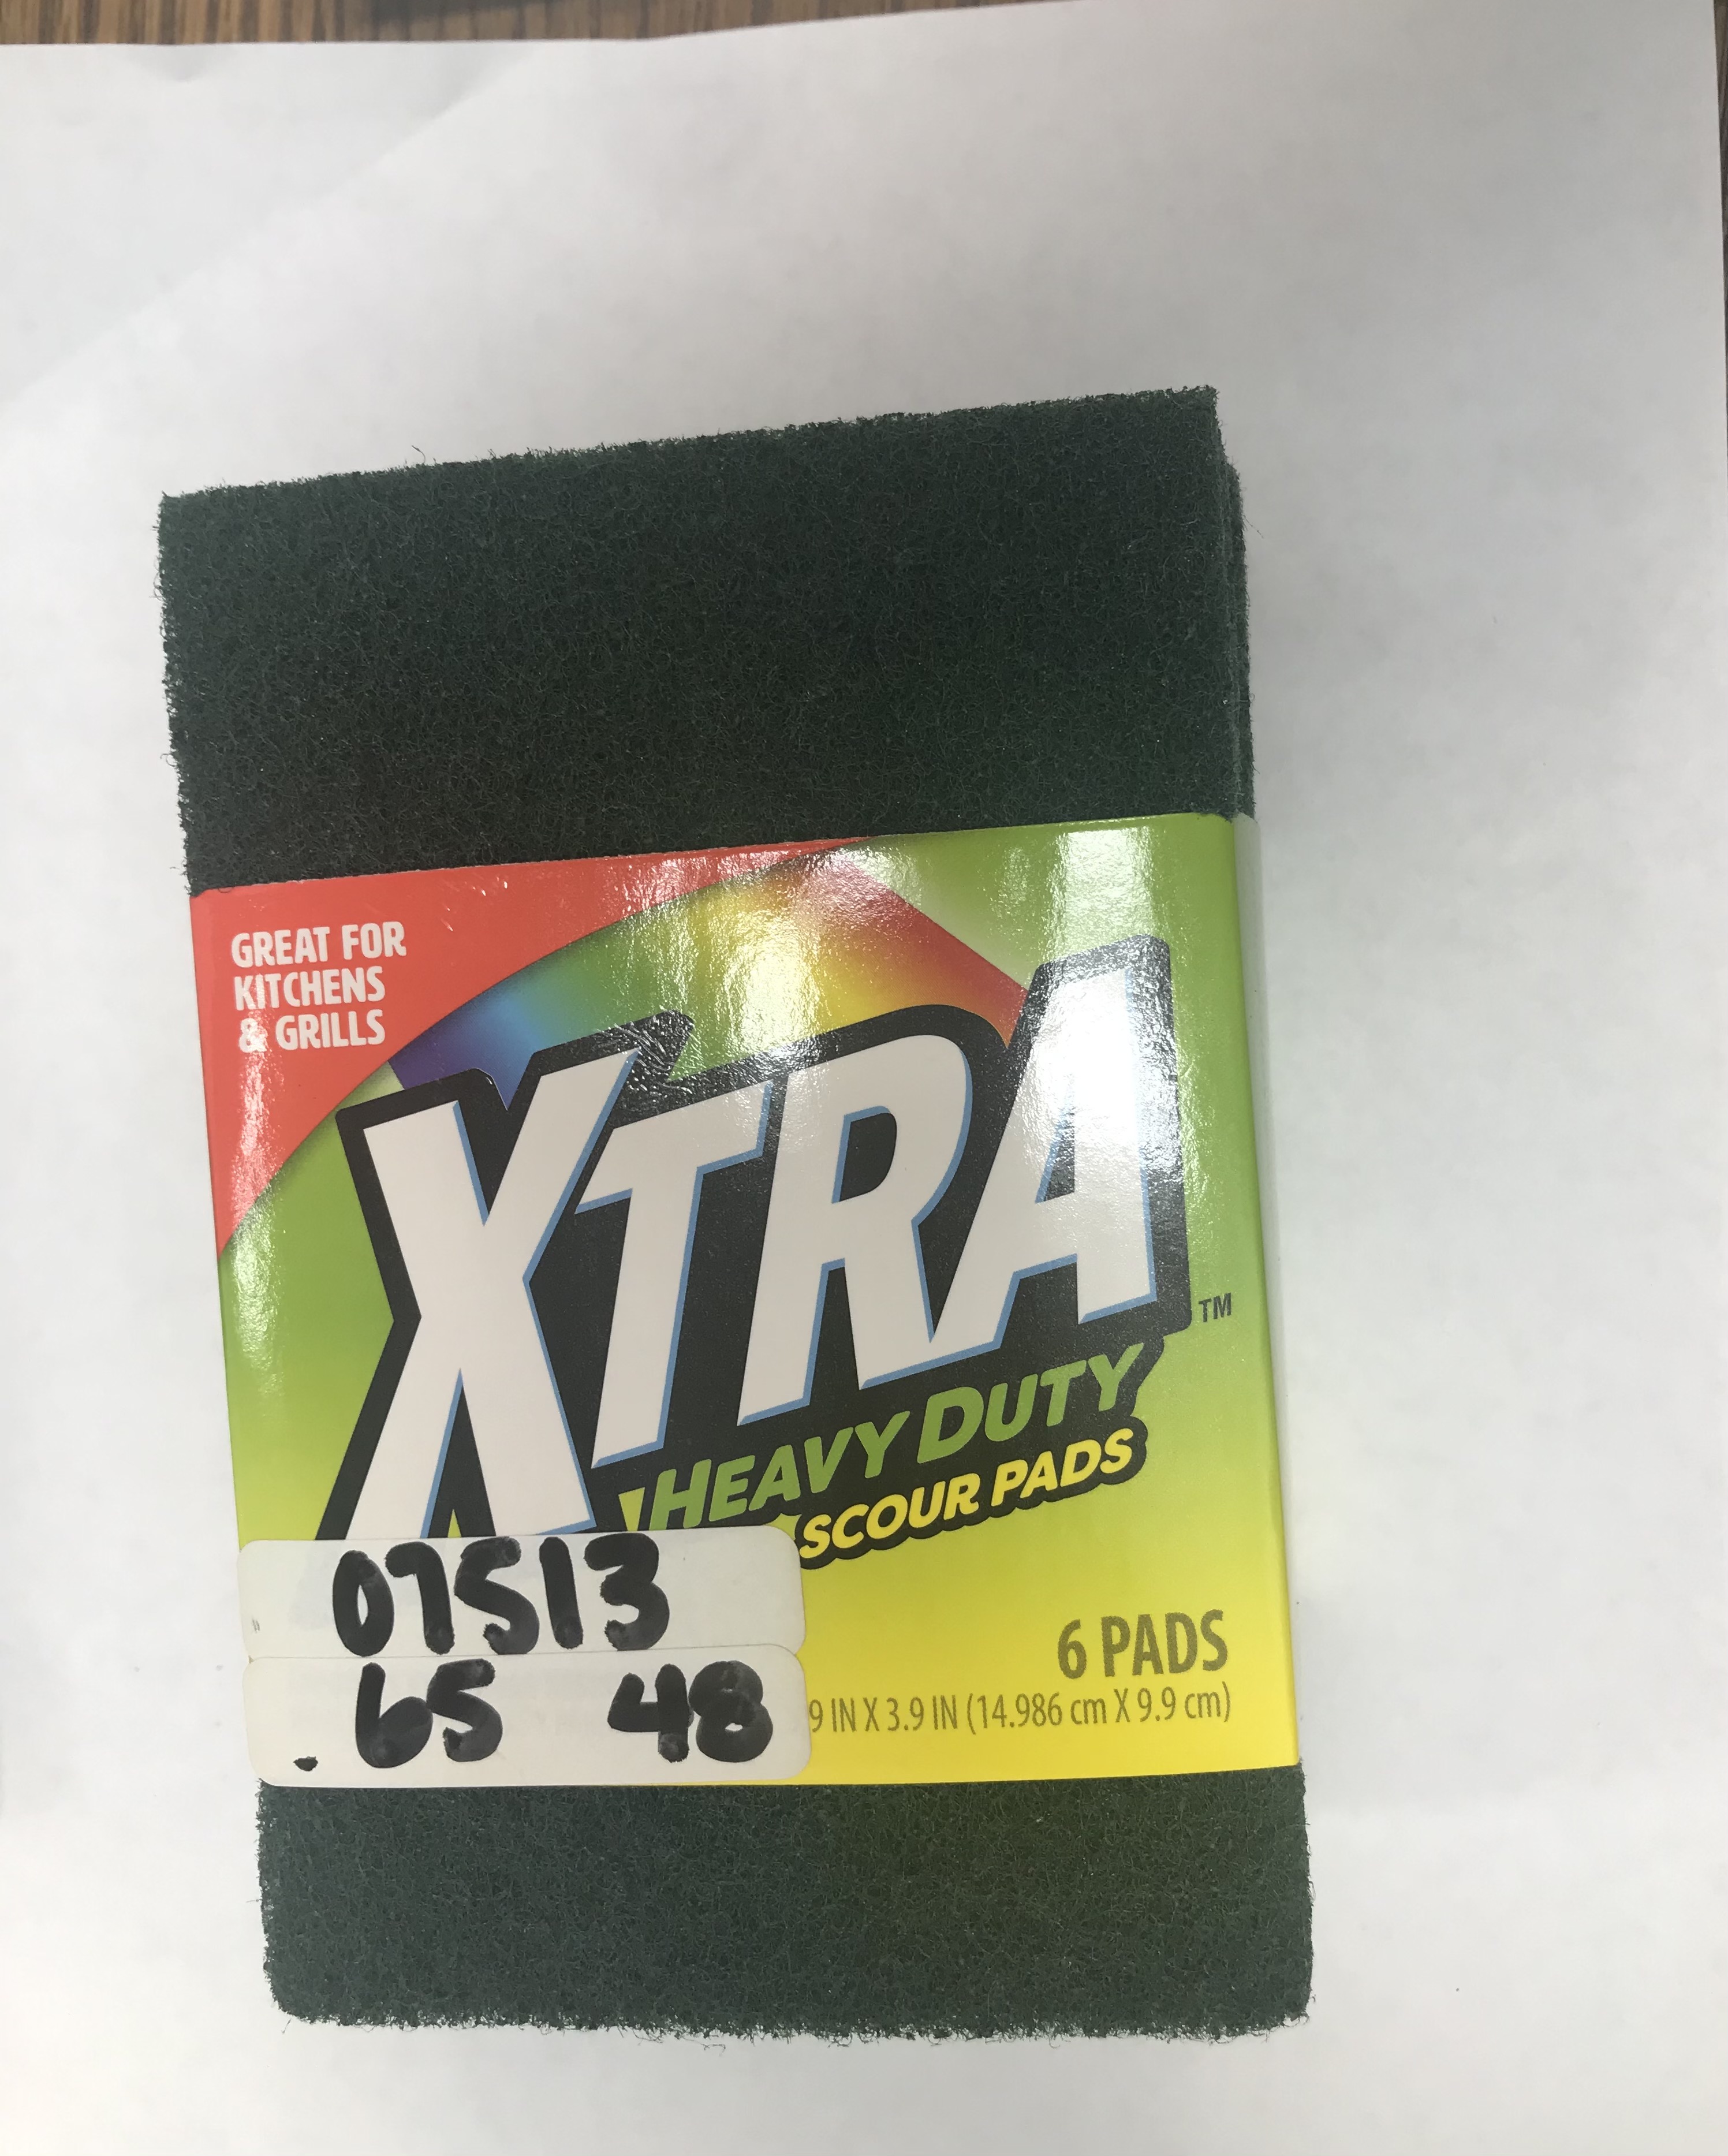 GREAT FOR
KITCHENS
& GRILLS
XTRA
TM
HEAVY DUTY
SCOUR PADS
07513
.65 48
6 PADS
9 IN X 3.9 IN (14.986 cm X 9.9 cm)